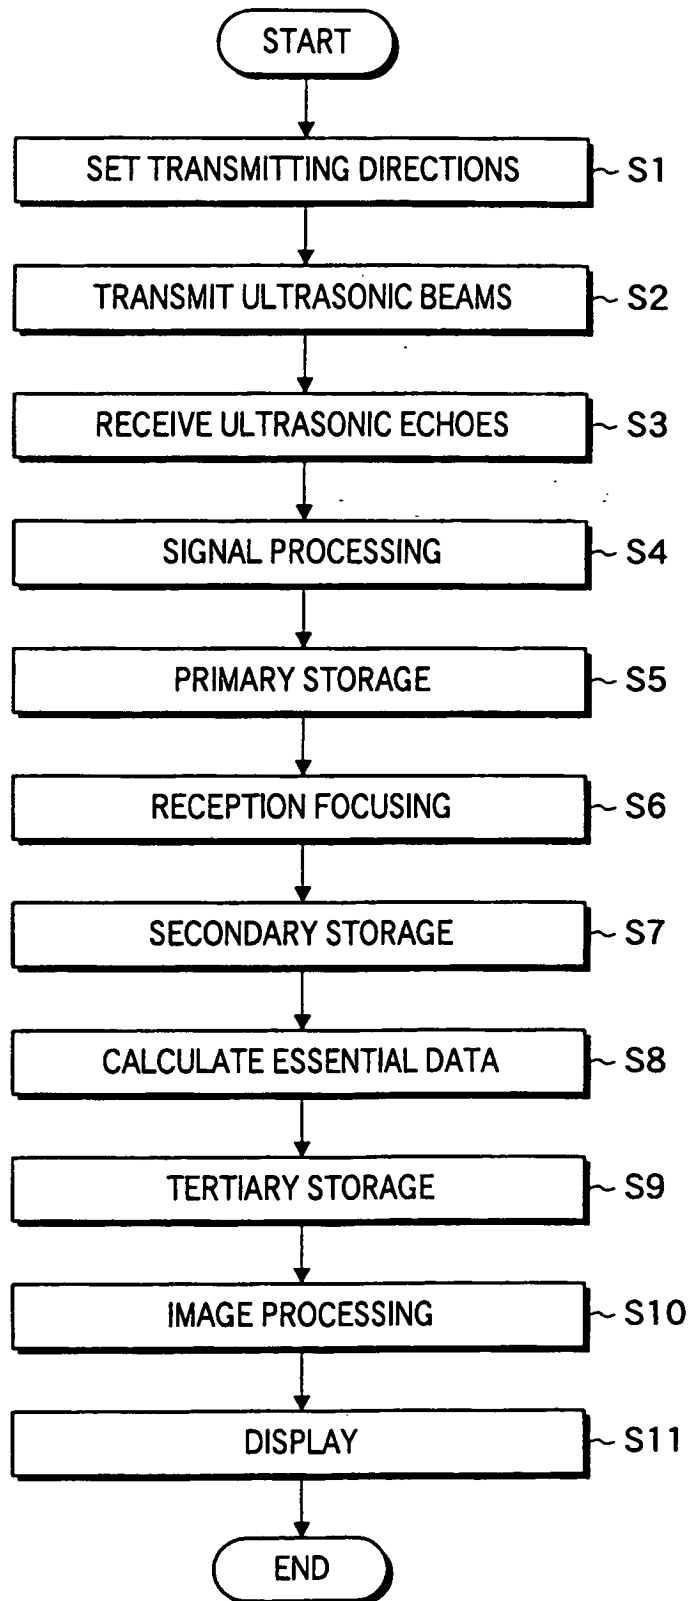 START
SET TRANSMITTING DIRECTIONS S1
TRANSMIT ULTRASONIC BEAMS S2
RECEIVE ULTRASONIC ECHOES S3
SIGNAL PROCESSING S4
PRIMARY STORAGE S5
RECEPTION FOCUSING S6
SECONDARY STORAGE S7
CALCULATE ESSENTIAL DATA S8
TERTIARY STORAGE S9
IMAGE PROCESSING S10
DISPLAY S11
END